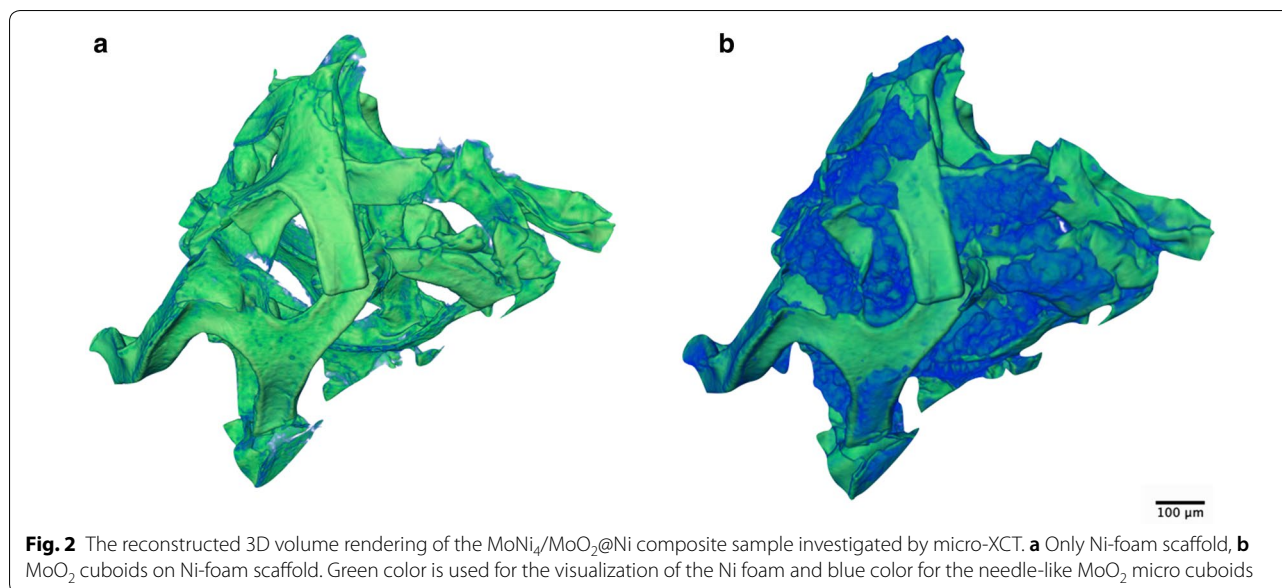 a
b
100 μm
Fig. 2 The reconstructed 3D volume rendering of the MoNi₄/MoO₂@Ni composite sample investigated by micro-XCT. a Only Ni-foam scaffold, b
MoO₂ cuboids on Ni-foam scaffold. Green color is used for the visualization of the Ni foam and blue color for the needle-like MoO₂ micro cuboids